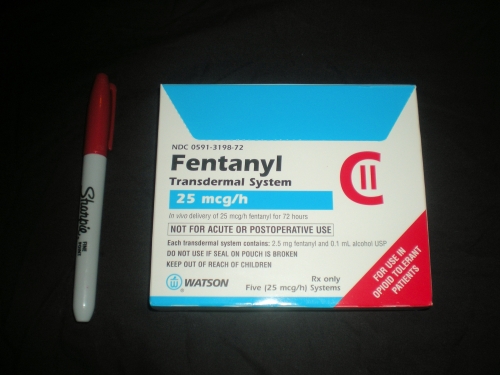 Sharpie
NDC 0591-3198-72
Fentanyl
Transdermal System
CII
25 mcg/h
In vivo delivery of 25 mcg/h fentanyl for 72 hours
NOT FOR ACUTE OR POSTOPERATIVE USE
Each transdermal system contains: 2.5 mg fentanyl and 0.1 mL alcohol USP
DO NOT USE IF SEAL ON POUCH IS BROKEN
KEEP OUT OF REACH OF CHILDREN
WATSON
Rx only
Five (25 mcg/h) Systems
FOR USE IN
OPIOID TOLERANT
PATIENTS